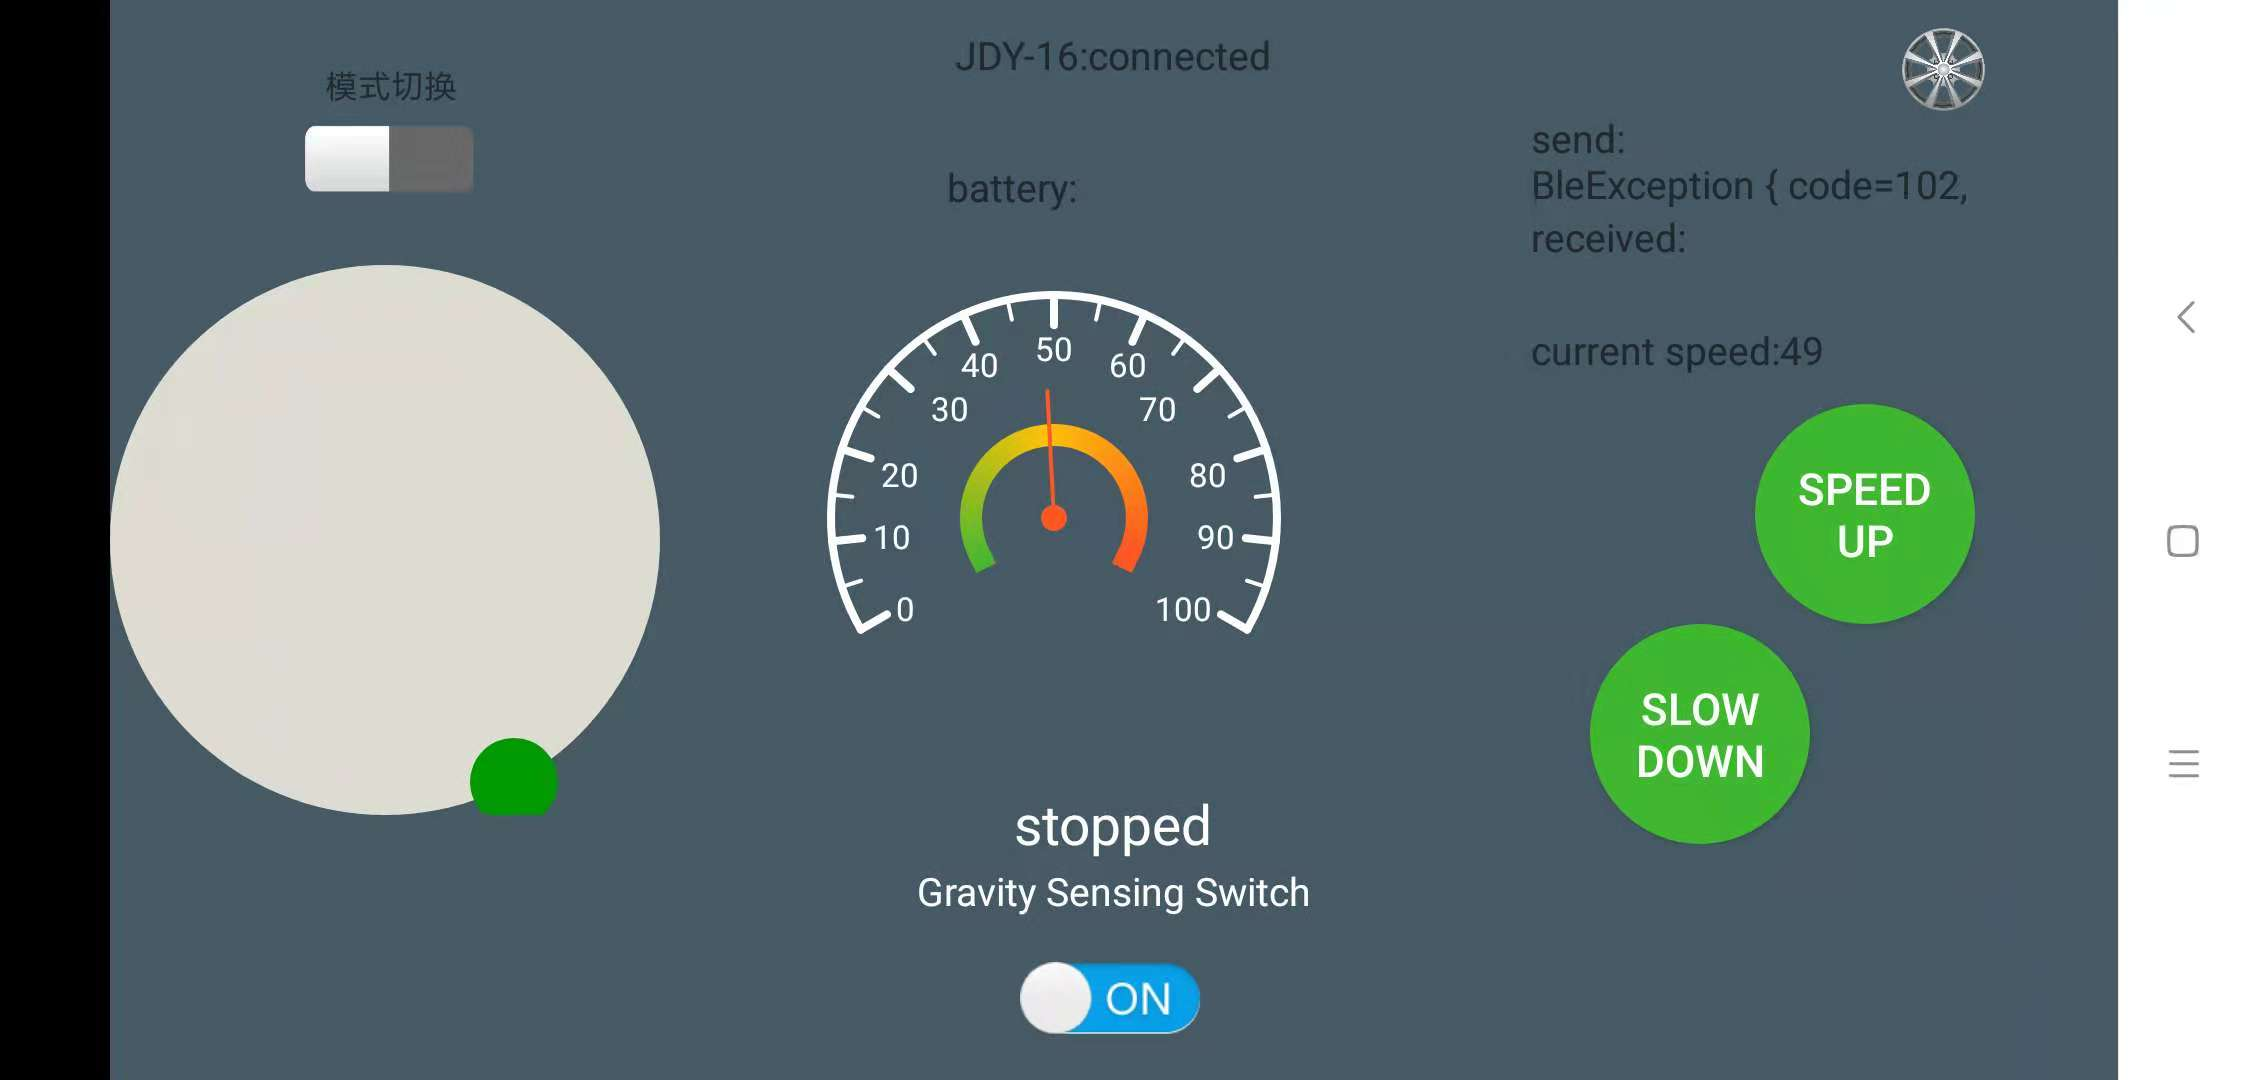 模式切换
JDY-16:connected
battery:
send:
BleException { code=102,
received:
current speed:49
0
10
20
30
40
50
60
70
80
90
100
SPEED
UP
SLOW
DOWN
stopped
Gravity Sensing Switch
ON